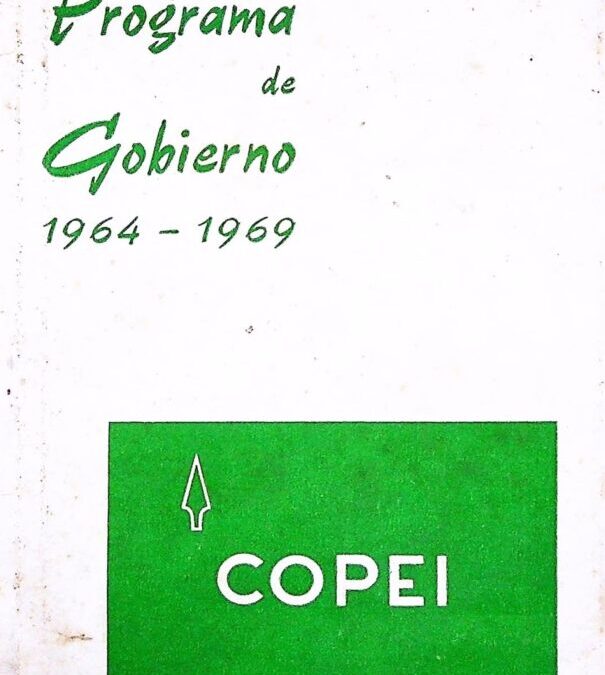 Programa
de
Gobierno
1964 – 1969
COPEI